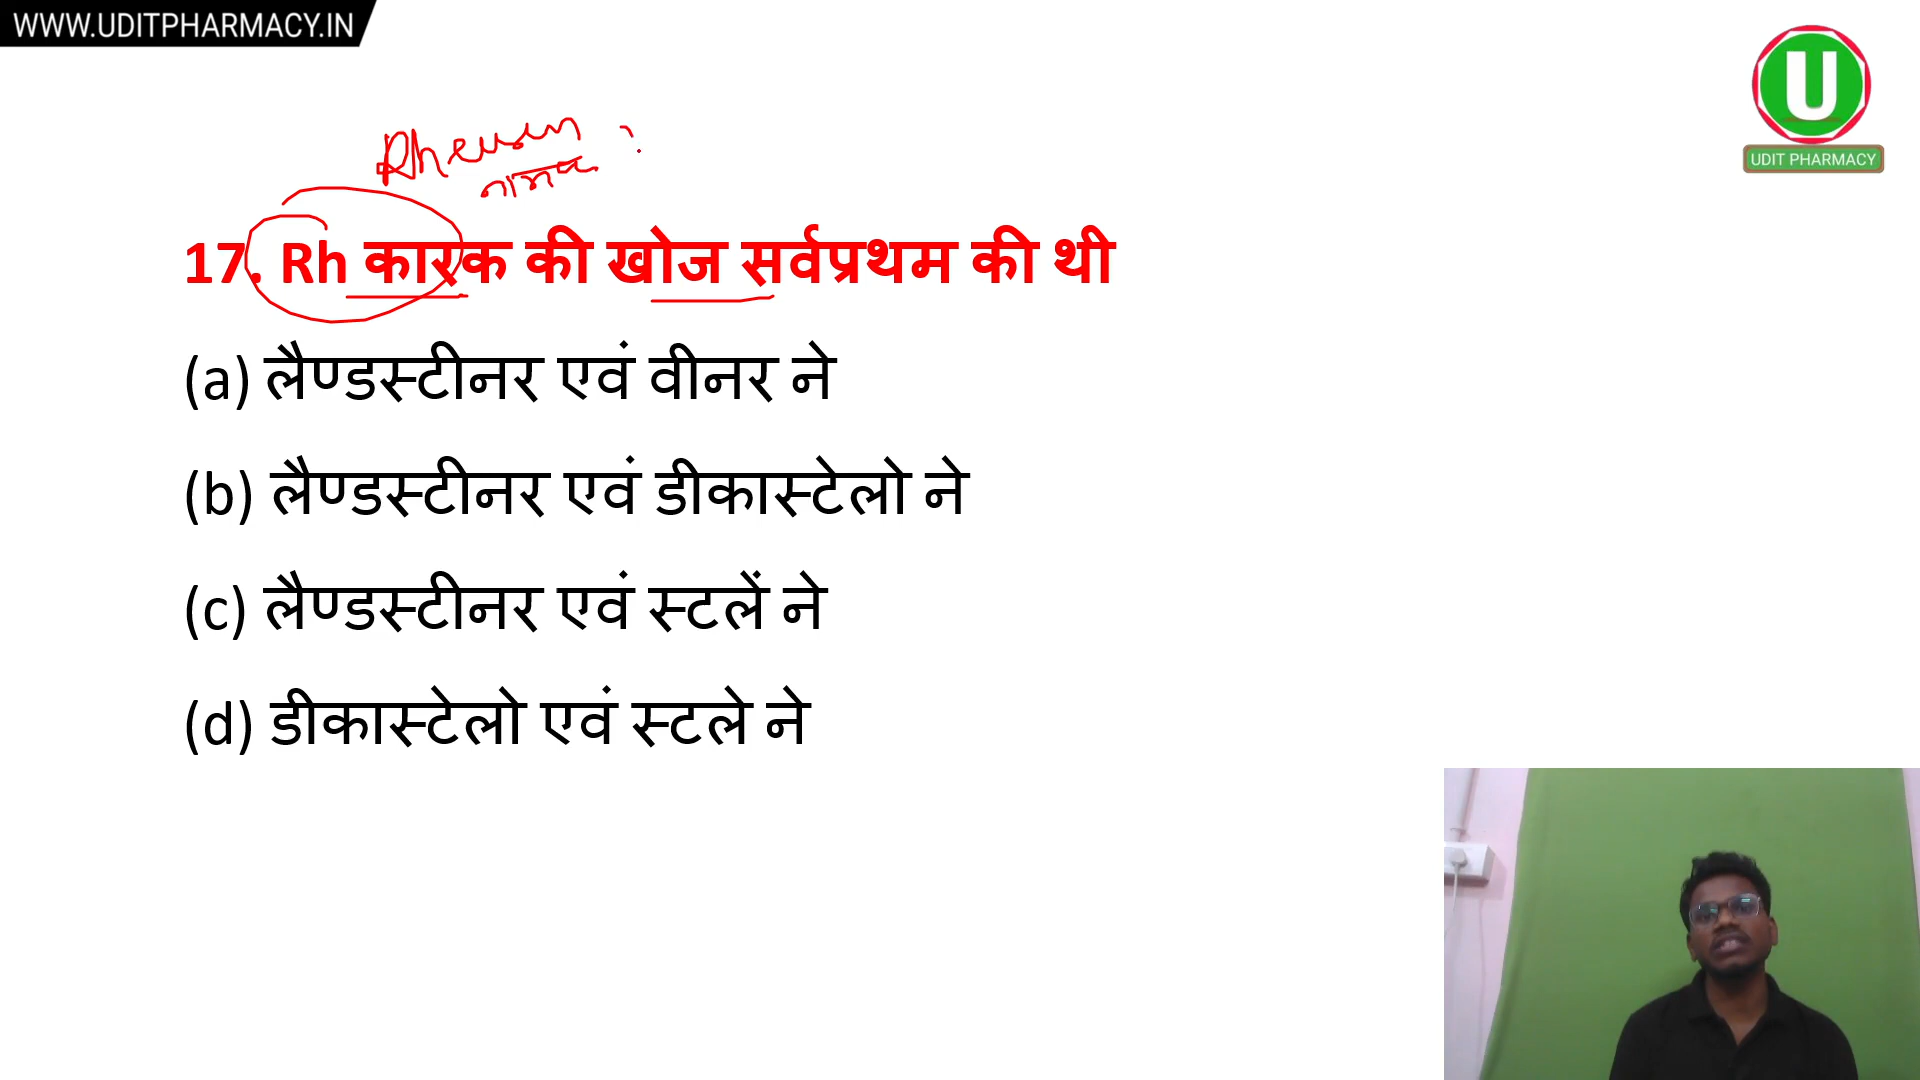 WWW.UDITPHARMACY.IN
U
UDIT PHARMACY
नामक
17. Rh कारक की खोज सर्वप्रथम की थी
(a) लैण्डस्टीनर एवं वीनर ने
(b) लैण्डस्टीनर एवं डीकास्टेलो ने
(c) लैण्डस्टीनर एवं स्टलें ने
(d) डीकास्टेलो एवं स्टले ने